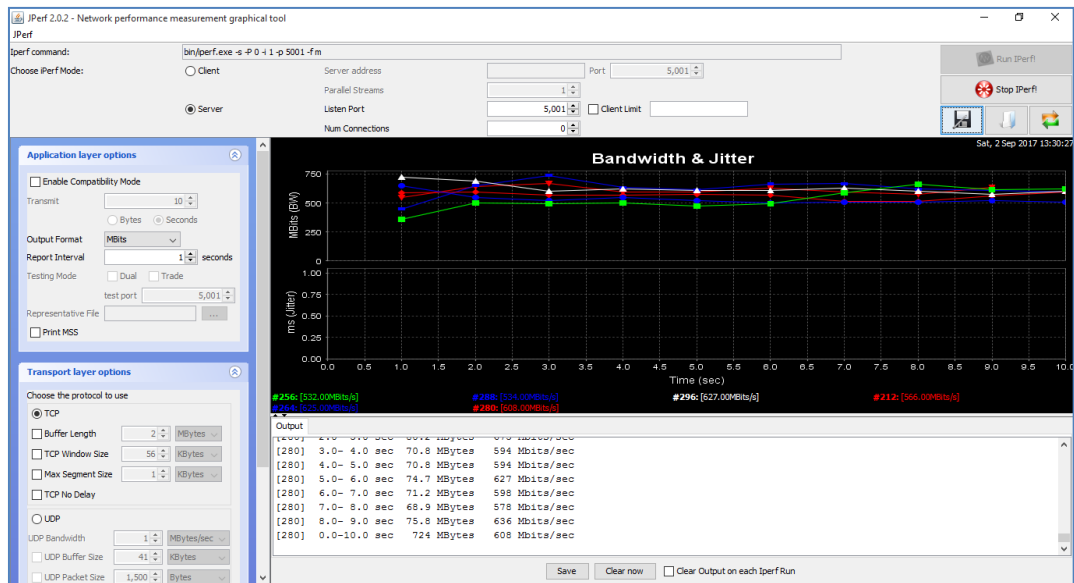 JPerf 2.0.2 - Network performance measurement graphical tool
JPerf
Iperf command:
bin/iperf.exe -s -P 0 -i 1 -p 5001 -f m
Choose iPerf Mode:
Client
Server address
Port
5,001
Parallel Streams
1
Server
Listen Port
5,001
Client Limit
Num Connections
0
Run IPerf!
Stop IPerf!
Sat, 2 Sep 2017 13:30:27
Application layer options
Enable Compatibility Mode
Transmit
10
Bytes
Seconds
Output Format
MBits
Report Interval
1
seconds
Testing Mode
Dual
Trade
test port
5,001
Representative File
...
Print MSS
Transport layer options
Choose the protocol to use
TCP
Buffer Length
2
MBytes
TCP Window Size
56
KBytes
Max Segment Size
1
KBytes
TCP No Delay
UDP
UDP Bandwidth
1
MBytes/sec
UDP Buffer Size
41
KBytes
UDP Packet Size
1,500
Bytes
Bandwidth & Jitter
MBits (BW)
750
500
250
0
ms (Jitter)
1.00
0.75
0.50
0.25
0.00
0.0 0.5 1.0 1.5 2.0 2.5 3.0 3.5 4.0 4.5 5.0 5.5 6.0 6.5 7.0 7.5 8.0 8.5 9.0 9.5 10.0
Time (sec)
#256: [532.00MBits/s]
#296: [627.00MBits/s]
#212: [566.00MBits/s]
#280: [608.00MBits/s]
Output
[280] 3.0- 4.0 sec 70.8 MBytes 594 Mbits/sec
[280] 4.0- 5.0 sec 70.8 MBytes 594 Mbits/sec
[280] 5.0- 6.0 sec 74.7 MBytes 627 Mbits/sec
[280] 6.0- 7.0 sec 71.2 MBytes 598 Mbits/sec
[280] 7.0- 8.0 sec 68.9 MBytes 578 Mbits/sec
[280] 8.0- 9.0 sec 75.8 MBytes 636 Mbits/sec
[280] 0.0-10.0 sec 724 MBytes 608 Mbits/sec
Save
Clear now
Clear Output on each Iperf Run